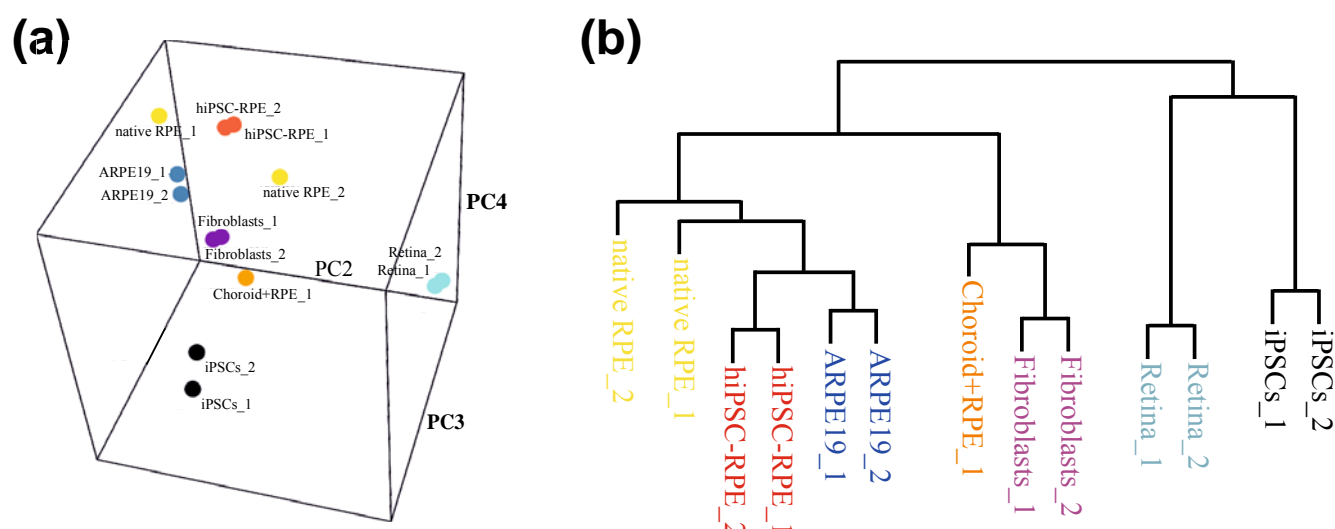 (a)
(b)
hiPSC-RPE_2
native RPE_1
hiPSC-RPE_1
ARPE19_1
ARPE19_2
native RPE_2
PC4
Fibroblasts_1
Fibroblasts_2
PC2
Retina_2
Retina_1
Choroid+RPE_1
iPSCs_2
iPSCs_1
PC3
native RPE_2
native RPE_1
hiPSC-RPE_2
hiPSC-RPE_1
ARPE19_1
ARPE19_2
Choroid+RPE_1
Fibroblasts_1
Fibroblasts_2
Retina_1
Retina_2
iPSCs_1
iPSCs_2